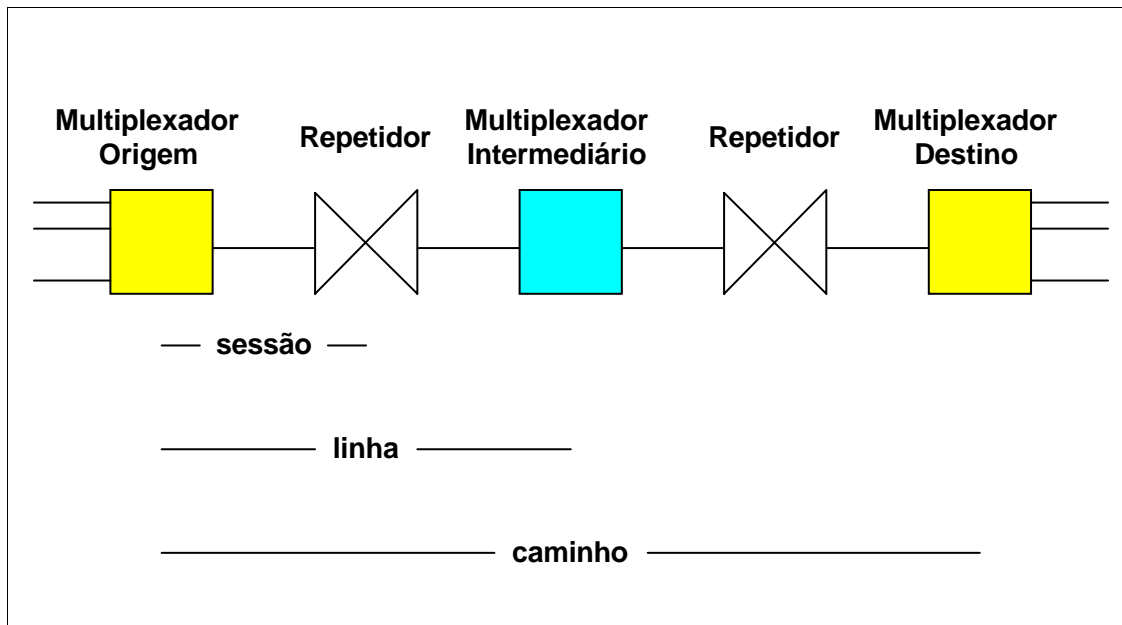 Multiplexador
Origem
Repetidor
Multiplexador
Intermediário
Repetidor
Multiplexador
Destino
sessão
linha
caminho